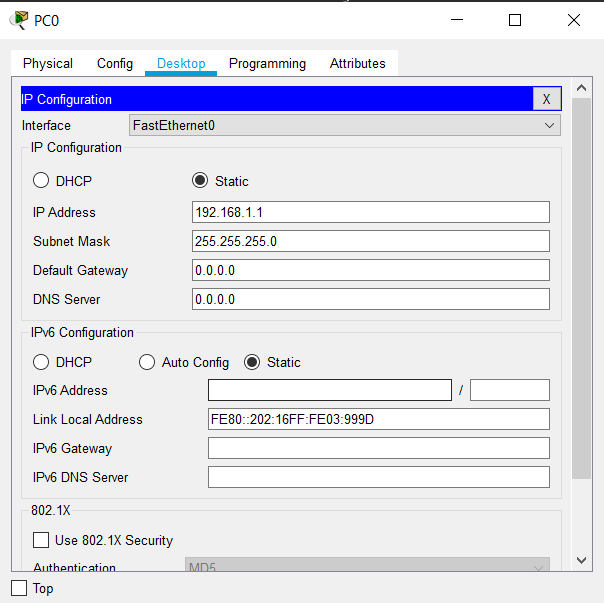 PC0
Physical Config Desktop Programming Attributes
IP Configuration X
Interface FastEthernet0
IP Configuration
DHCP Static
IP Address 192.168.1.1
Subnet Mask 255.255.255.0
Default Gateway 0.0.0.0
DNS Server 0.0.0.0
IPv6 Configuration
DHCP Auto Config Static
IPv6 Address /
Link Local Address FE80::202:16FF:FE03:999D
IPv6 Gateway
IPv6 DNS Server
802.1X
Use 802.1X Security
Authentication MD5
Top